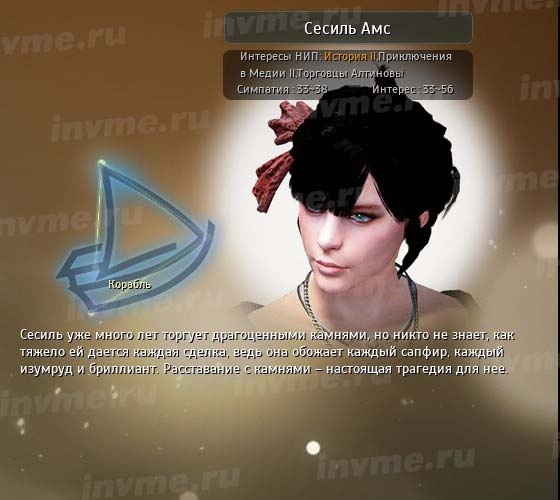 Сесиль Амс
Интересы НИП: История II,Приключения
в Медии II,Торговцы Алтиновы
Симпатия :33~38 Интерес :33~56
Корабль
Сесиль уже много лет торгует драгоценными камнями, но никто не знает, как
тяжело ей дается каждая сделка, ведь она обожает каждый сапфир, каждый
изумруд и бриллиант. Расставание с камнями – настоящая трагедия для нее.
invme.ru